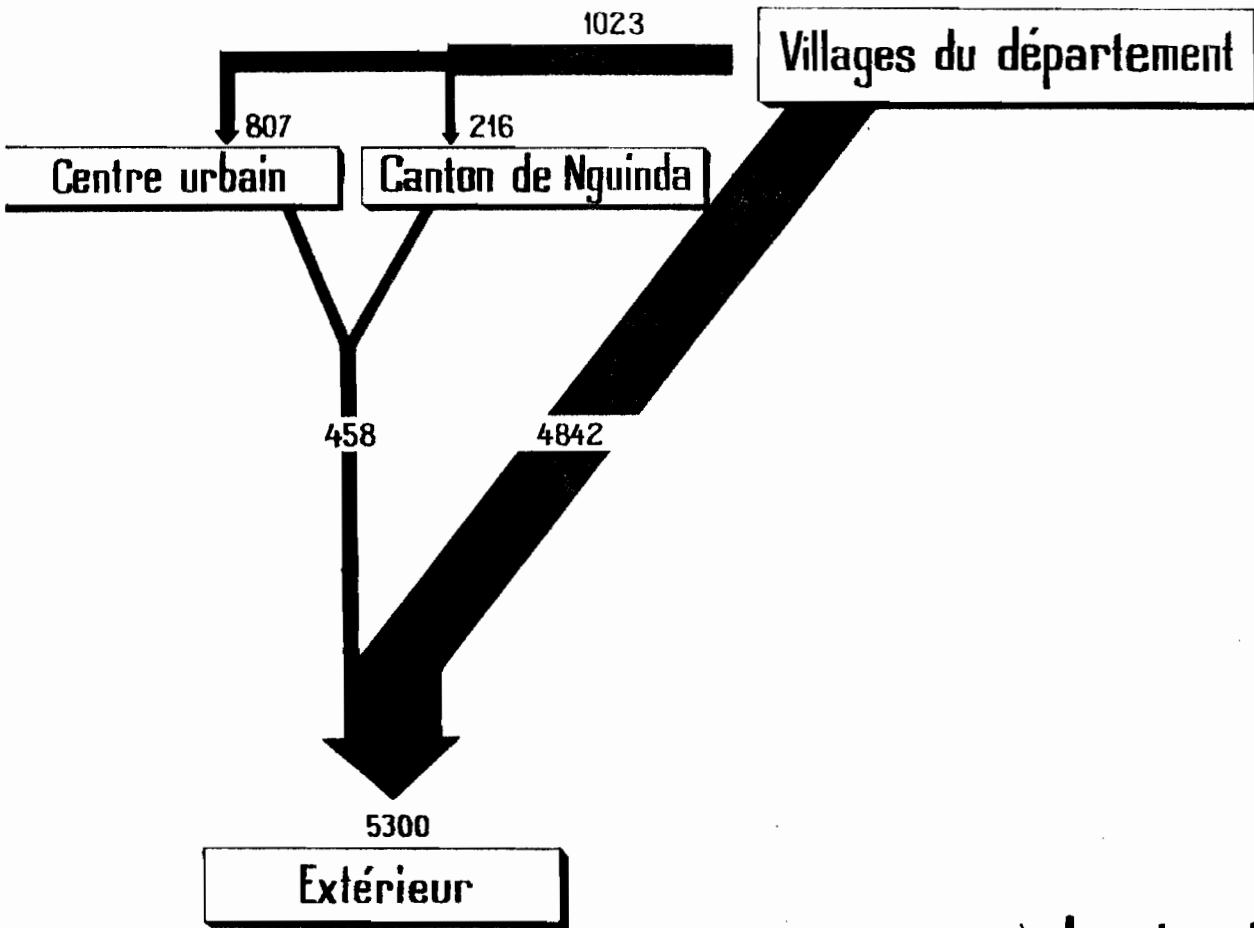 1023
Villages du département
807
216
Centre urbain
Canton de Nguinda
458
4842
5300
Extérieur